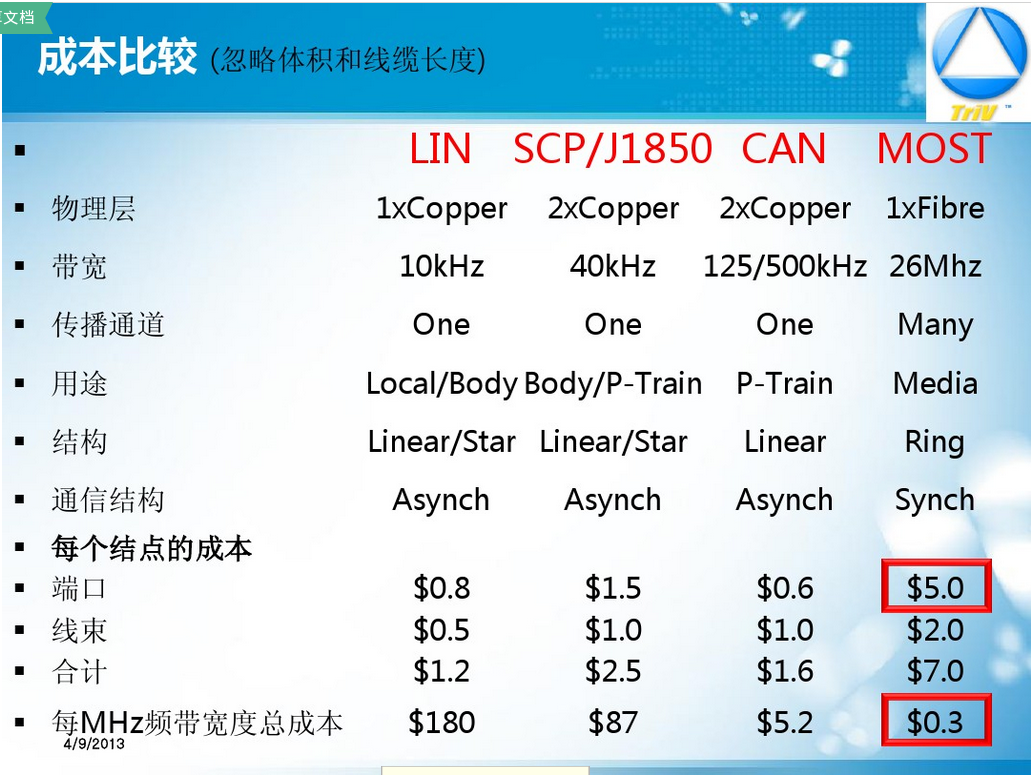 享文档
成本比较 (忽略体积和线缆长度)
TriV ™
LIN SCP/J1850 CAN MOST
物理层 1xCopper 2xCopper 2xCopper 1xFibre
带宽 10kHz 40kHz 125/500kHz 26Mhz
传播通道 One One One Many
用途 Local/Body Body/P-Train P-Train Media
结构 Linear/Star Linear/Star Linear Ring
通信结构 Asynch Asynch Asynch Synch
每个结点的成本
端口 $0.8 $1.5 $0.6 $5.0
线束 $0.5 $1.0 $1.0 $2.0
合计 $1.2 $2.5 $1.6 $7.0
每MHz频带宽度总成本 $180 $87 $5.2 $0.3
4/9/2013